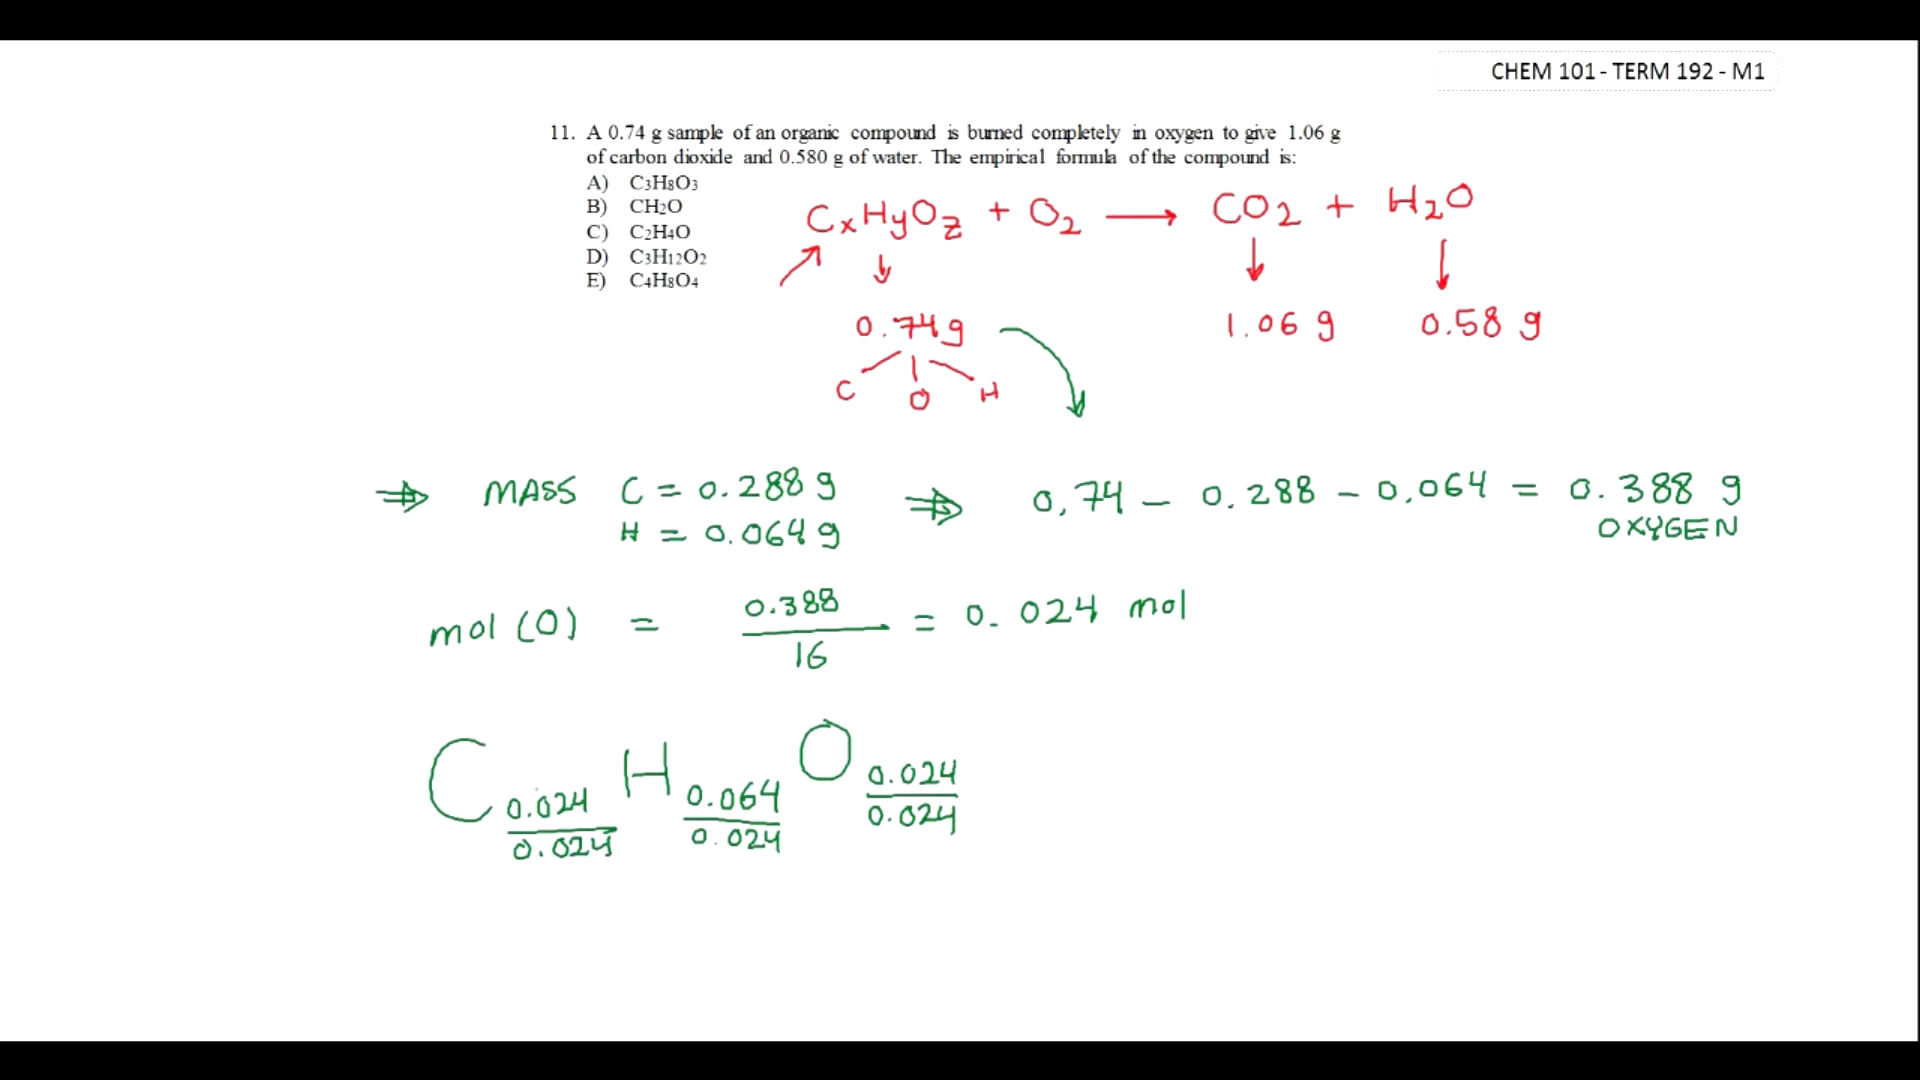 CHEM 101 - TERM 192 - M1
11. A 0.74 g sample of an organic compound is burned completely in oxygen to give 1.06 g
of carbon dioxide and 0.580 g of water. The empirical formula of the compound is:
A) C3H8O3
B) CH2O
C) C2H4O
D) C3H12O2
E) C4H8O4
CxHyOz + O2 → CO2 + H2O
0.74g
1.06 g
0.58 g
C O H
⇒ MASS C = 0.288 g ⇒ 0,74 - 0.288 - 0.064 = 0.388 g
H = 0.064 g
OXYGEN
mol (O) = 0.388 / 16 = 0.024 mol
C 0.024/0.024 H 0.064/0.024 O 0.024/0.024